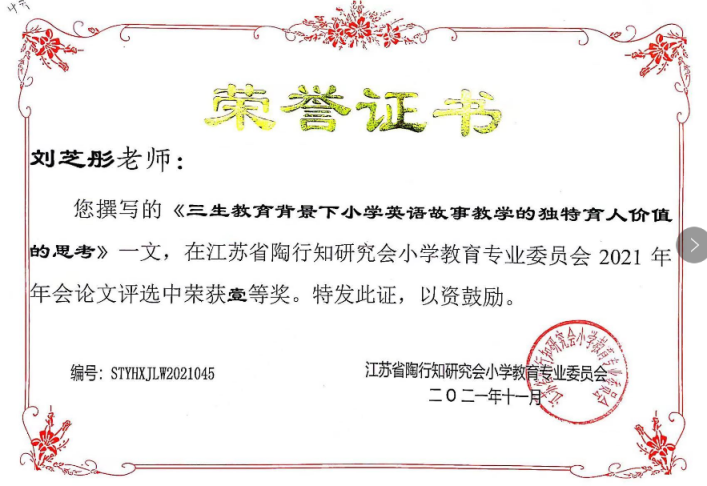 荣誉证书
刘芝彤老师：
您撰写的《三生教育背景下小学英语故事教学的独特育人价值
的思考》一文，在江苏省陶行知研究会小学教育专业委员会 2021 年
年会论文评选中荣获壹等奖。特发此证，以资鼓励。
编号：STYHXJLW2021045
江苏省陶行知研究会小学教育专业委员会
二0二一年十一月